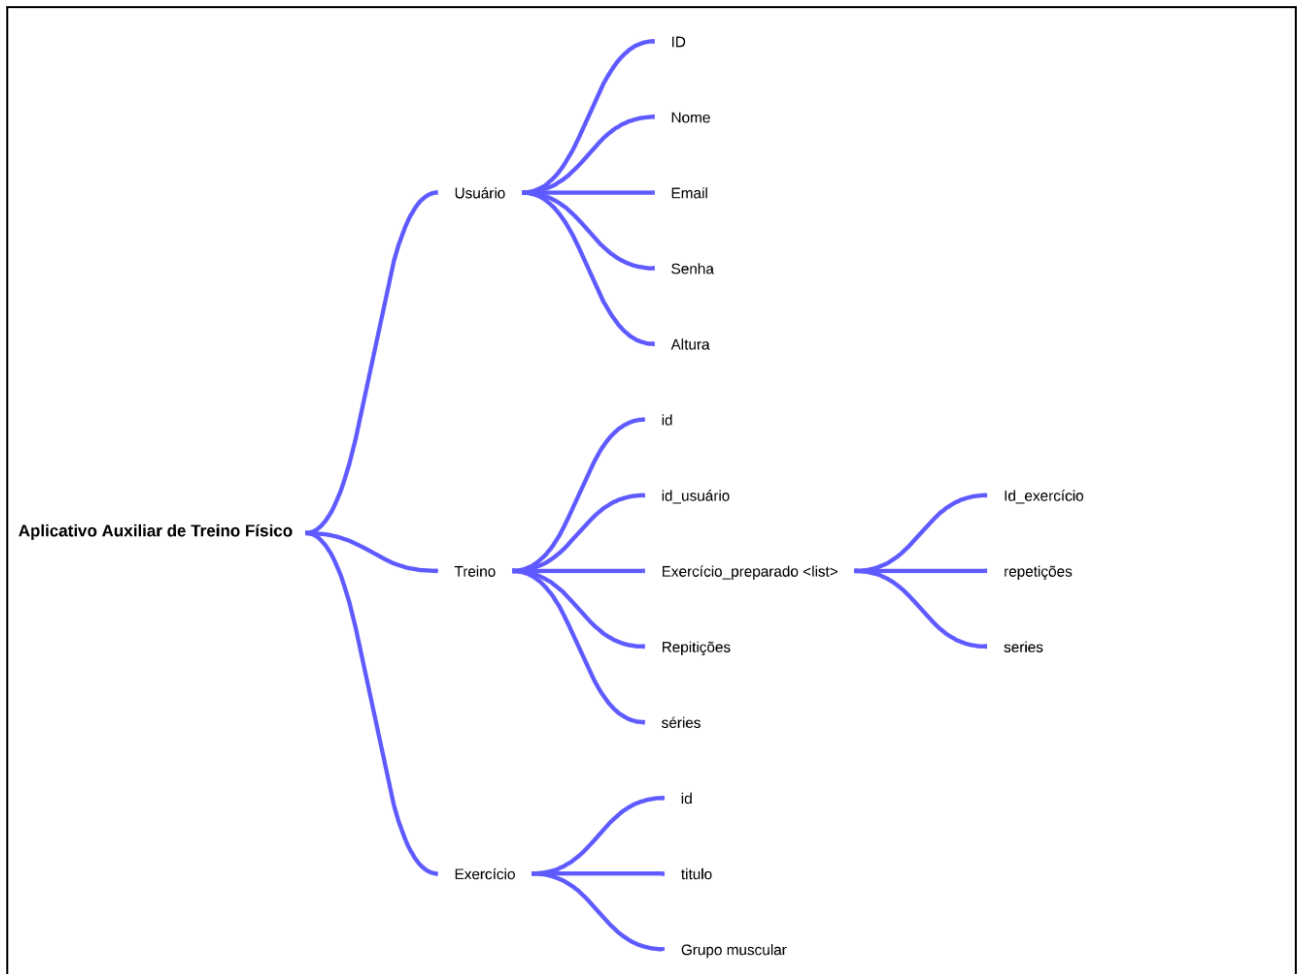 Aplicativo Auxiliar de Treino Físico
Usuário
ID
Nome
Email
Senha
Altura
Treino
id
id_usuário
Exercício_preparado <list>
Id_exercício
repetições
series
Repitições
séries
Exercício
id
titulo
Grupo muscular